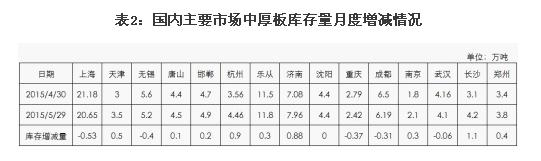 表2：国内主要市场中厚板库存量月度增减情况
单位：万吨
日期 上海 天津 无锡 唐山 邯郸 杭州 乐从 济南 沈阳 重庆 成都 南京 武汉 长沙 郑州
2015/4/30 21.18 3 5.6 4.4 4.7 3.56 11.5 7.08 4.4 2.79 6.5 1.8 4.16 3.1 3.4
2015/5/29 20.65 3.5 5.2 4.5 4.9 4.46 11.8 7.96 4.4 2.42 6.19 2.1 4.1 4.2 3.8
库存增减量 -0.53 0.5 -0.4 0.1 0.2 0.9 0.3 0.88 0 -0.37 -0.31 0.3 -0.06 1.1 0.4